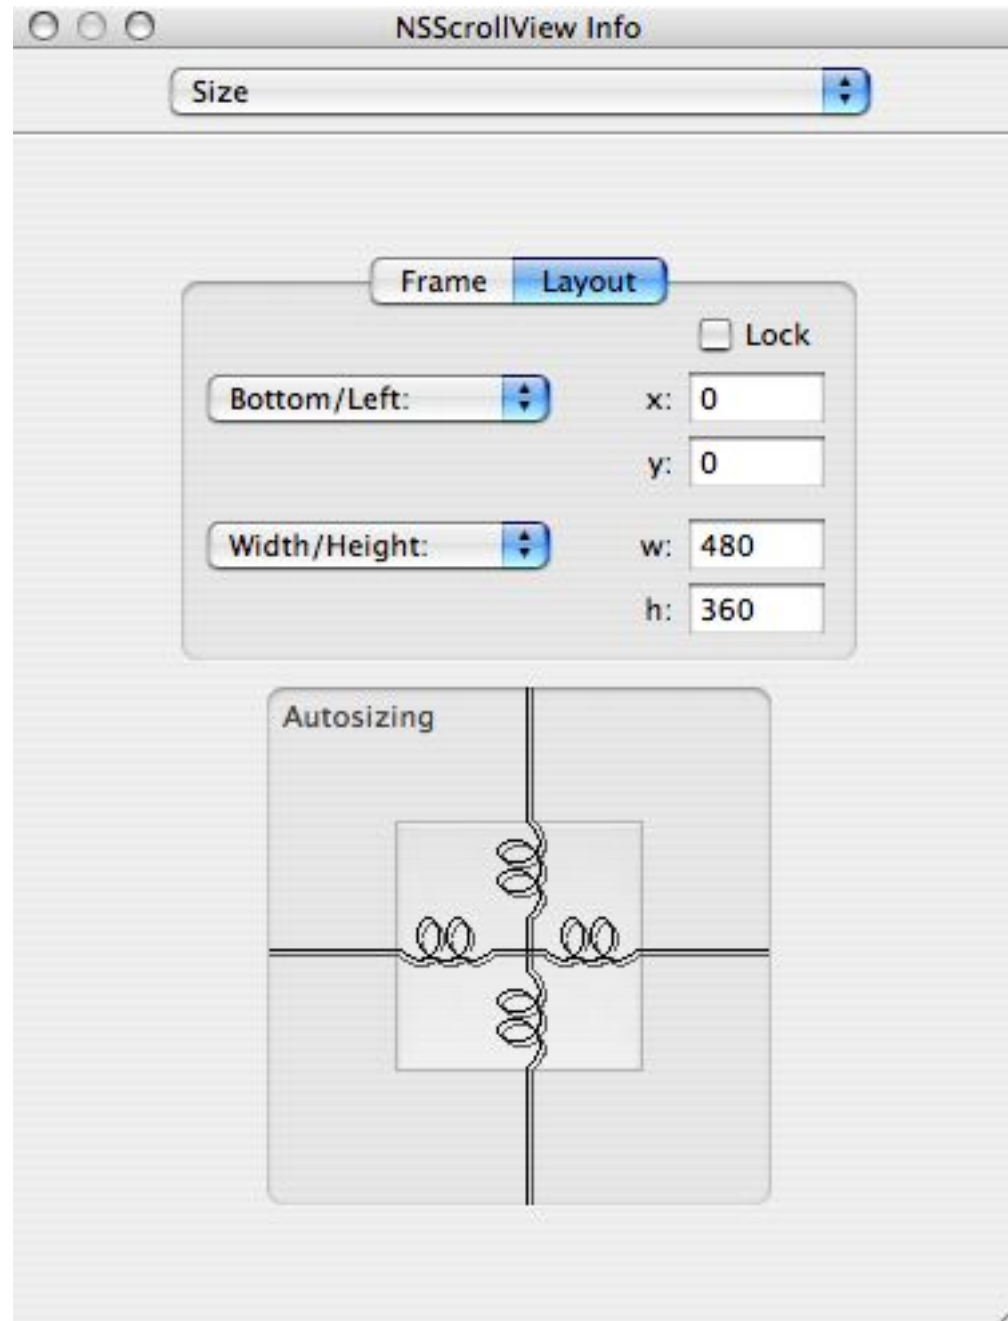 NSScrollView Info
Size
Frame Layout
Lock
Bottom/Left: x: 0
y: 0
Width/Height: w: 480
h: 360
Autosizing